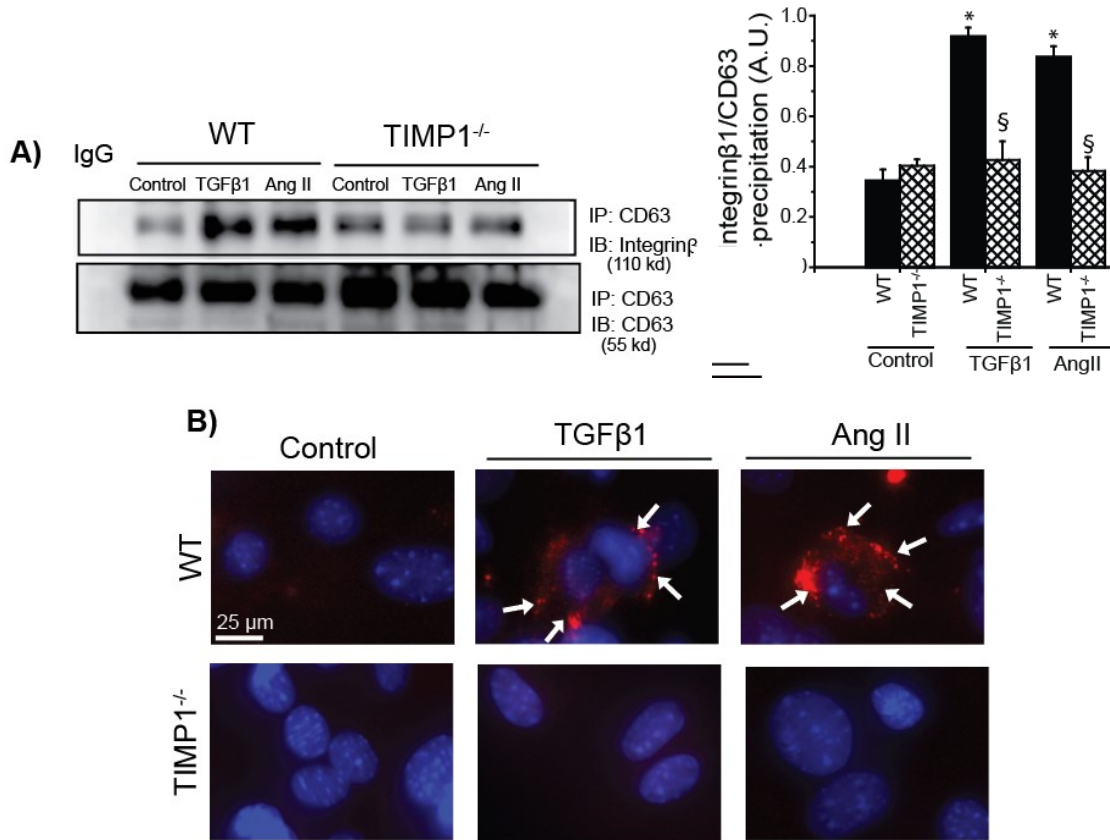 A)
IgG
WT
TIMP1-/-
Control
TGFβ1
Ang II
Control
TGFβ1
Ang II
IP: CD63
IB: Integrinβ
(110 kd)
IP: CD63
IB: CD63
(55 kd)
Integrinβ1/CD63
precipitation (A.U.)
1.0
0.8
0.6
0.4
0.2
0
*
§
*
§
WT
TIMP1-/-
WT
TIMP1-/-
WT
TIMP1-/-
Control
TGFβ1
AngII
B)
Control
TGFβ1
Ang II
WT
25 µm
TIMP1-/-